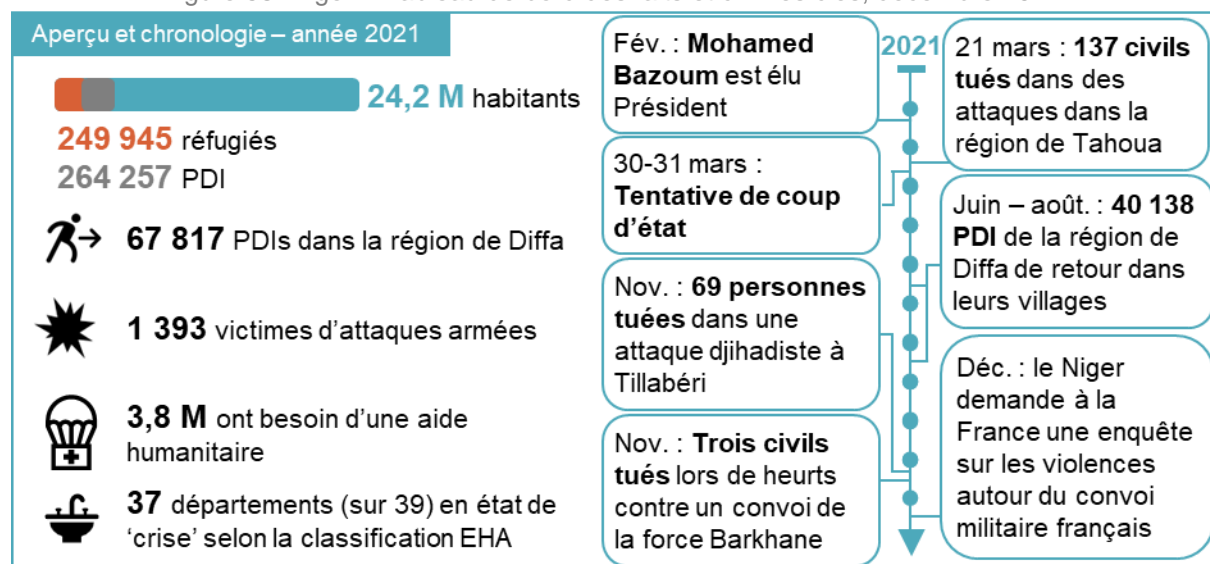 Aperçu et chronologie – année 2021
24,2 M habitants
249 945 réfugiés
264 257 PDI
67 817 PDIs dans la région de Diffa
1 393 victimes d’attaques armées
3,8 M ont besoin d’une aide
humanitaire
37 départements (sur 39) en état de
‘crise’ selon la classification EHA
Fév. : Mohamed
Bazoum est élu
Président
30-31 mars :
Tentative de coup
d’état
Nov. : 69 personnes
tuées dans une
attaque djihadiste à
Tillabéri
Nov. : Trois civils
tués lors de heurts
contre un convoi de
la force Barkhane
2021
21 mars : 137 civils
tués dans des
attaques dans la
région de Tahoua
Juin – août. : 40 138
PDI de la région de
Diffa de retour dans
leurs villages
Déc. : le Niger
demande à la
France une enquête
sur les violences
autour du convoi
militaire français